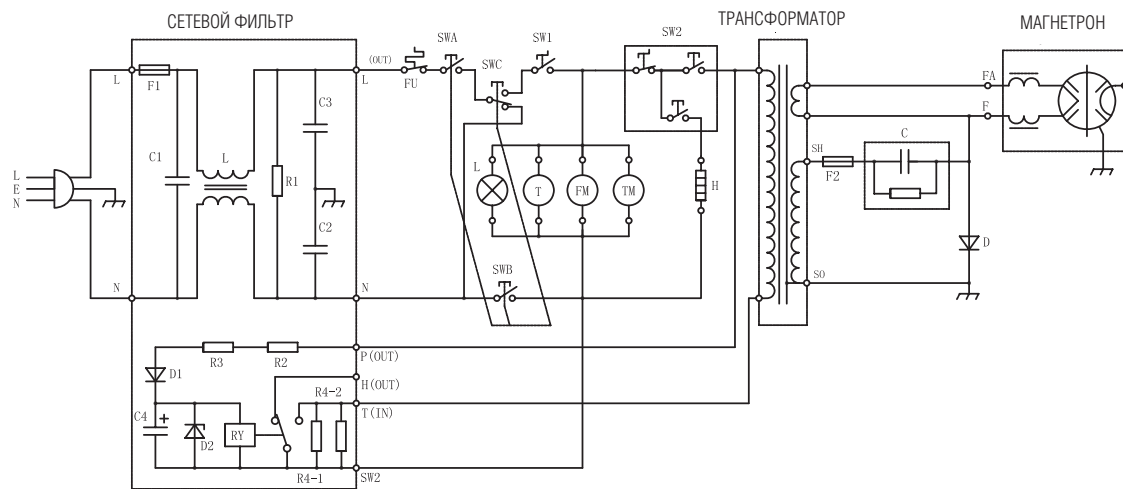 СЕТЕВОЙ ФИЛЬТР
ТРАНСФОРМАТОР
МАГНЕТРОН
L
F1
C1
L
R1
C3
C2
L
E
N
N
(OUT)
L
FU
SWA
SWC
SW1
SW2
L
T
FM
TM
H
SWB
N
FA
F
SH
F2
C
D
SO
R3
R2
P(OUT)
D1
H(OUT)
R4-2
T(IN)
C4
+
D2
RY
R4-1
SW2